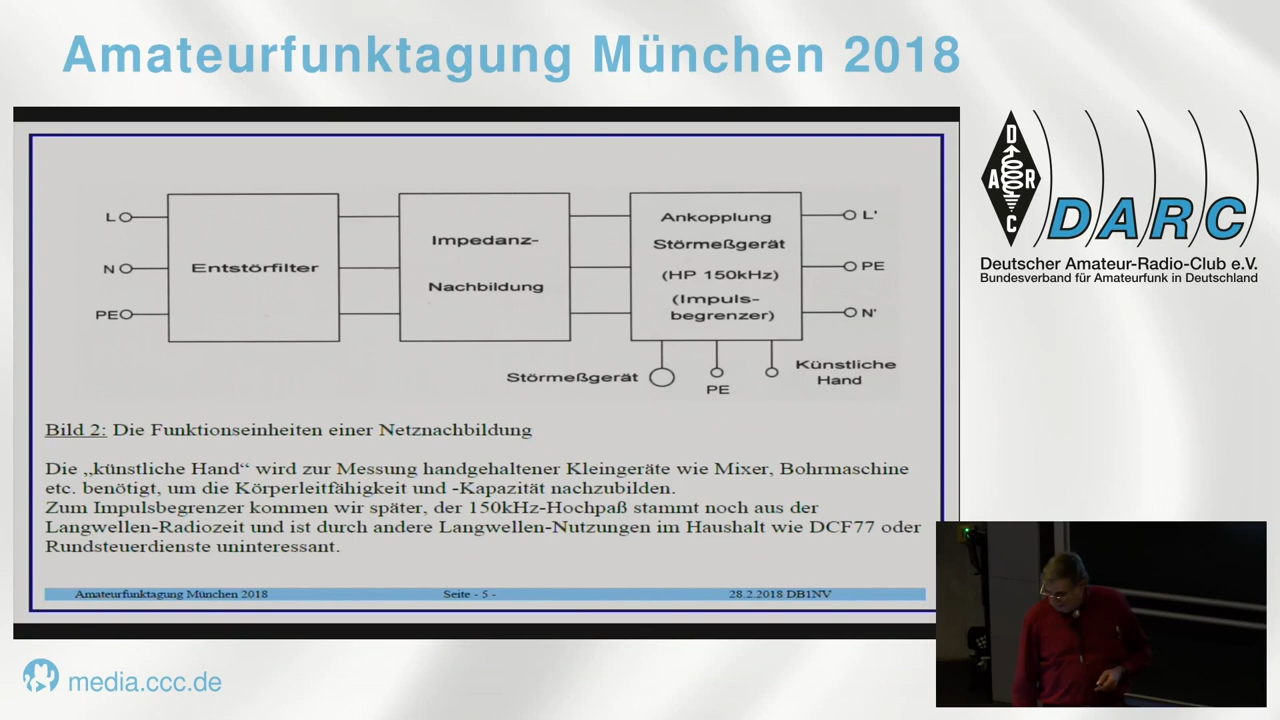 Amateurfunktagung München 2018
L
N
PE
Entstörfilter
Impedanz-
Nachbildung
Ankopplung
Störmeßgerät
(HP 150kHz)
(Impuls-
begrenzer)
L'
PE
N'
Störmeßgerät
PE
Künstliche
Hand
Bild 2: Die Funktionseinheiten einer Netznachbildung
Die „künstliche Hand“ wird zur Messung handgehaltener Kleingeräte wie Mixer, Bohrmaschine
etc. benötigt, um die Körperleitfähigkeit und -Kapazität nachzubilden.
Zum Impulsbegrenzer kommen wir später, der 150kHz-Hochpaß stammt noch aus der
Langwellen-Radiozeit und ist durch andere Langwellen-Nutzungen im Haushalt wie DCF77 oder
Rundsteuerdienste uninteressant.
Amateurfunktagung München 2018 Seite - 5 - 28.2.2018 DB1NV
D
A R
C
DARC
Deutscher Amateur-Radio-Club e.V.
Bundesverband für Amateurfunk in Deutschland
media.ccc.de